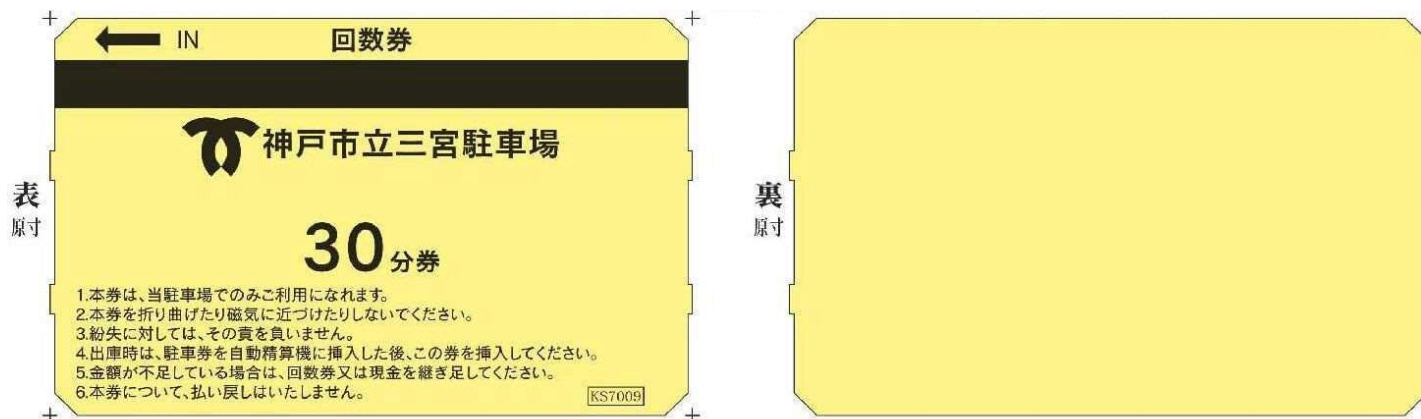 IN 回数券
神戸市立三宮駐車場
表
原寸
30分券
1.本券は、当駐車場でのみご利用になれます。
2.本券を折り曲げたり磁気に近づけたりしないでください。
3.紛失に対しては、その責を負いません。
4.出庫時は、駐車券を自動精算機に挿入した後、この券を挿入してください。
5.金額が不足している場合は、回数券又は現金を継ぎ足してください。
6.本券について、払い戻しはいたしません。
KS7009
裏
原寸